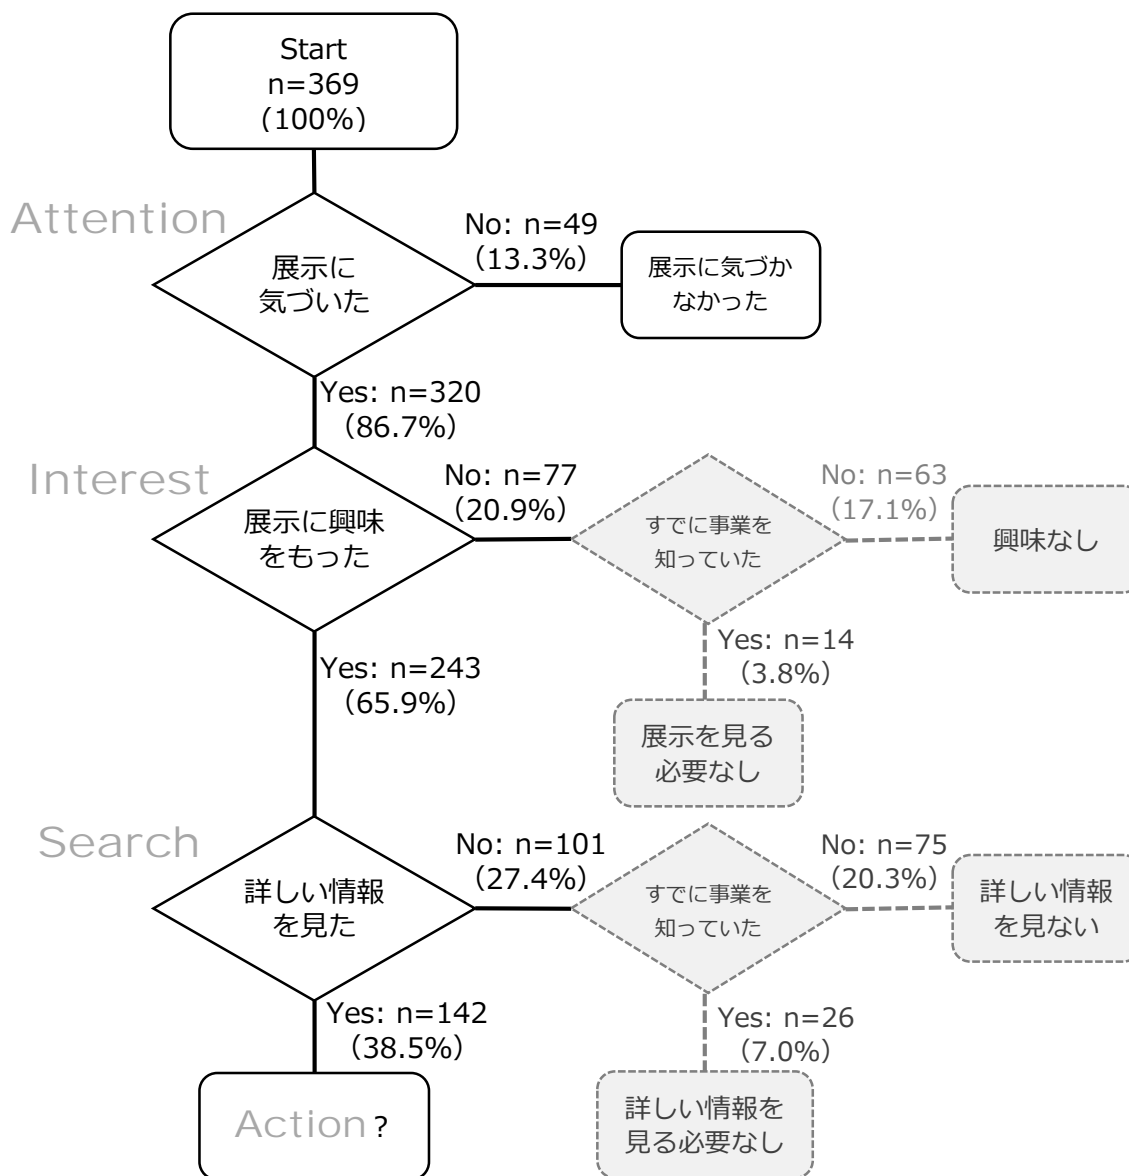 Start
n=369
(100%)
Attention
展示に
気づいた
No: n=49
(13.3%)
展示に気づか
なかった
Yes: n=320
(86.7%)
Interest
展示に興味
をもった
No: n=77
(20.9%)
すでに事業を
知っていた
No: n=63
(17.1%)
興味なし
Yes: n=14
(3.8%)
展示を見る
必要なし
Yes: n=243
(65.9%)
Search
詳しい情報
を見た
No: n=101
(27.4%)
すでに事業を
知っていた
No: n=75
(20.3%)
詳しい情報
を見ない
Yes: n=26
(7.0%)
詳しい情報を
見る必要なし
Yes: n=142
(38.5%)
Action?